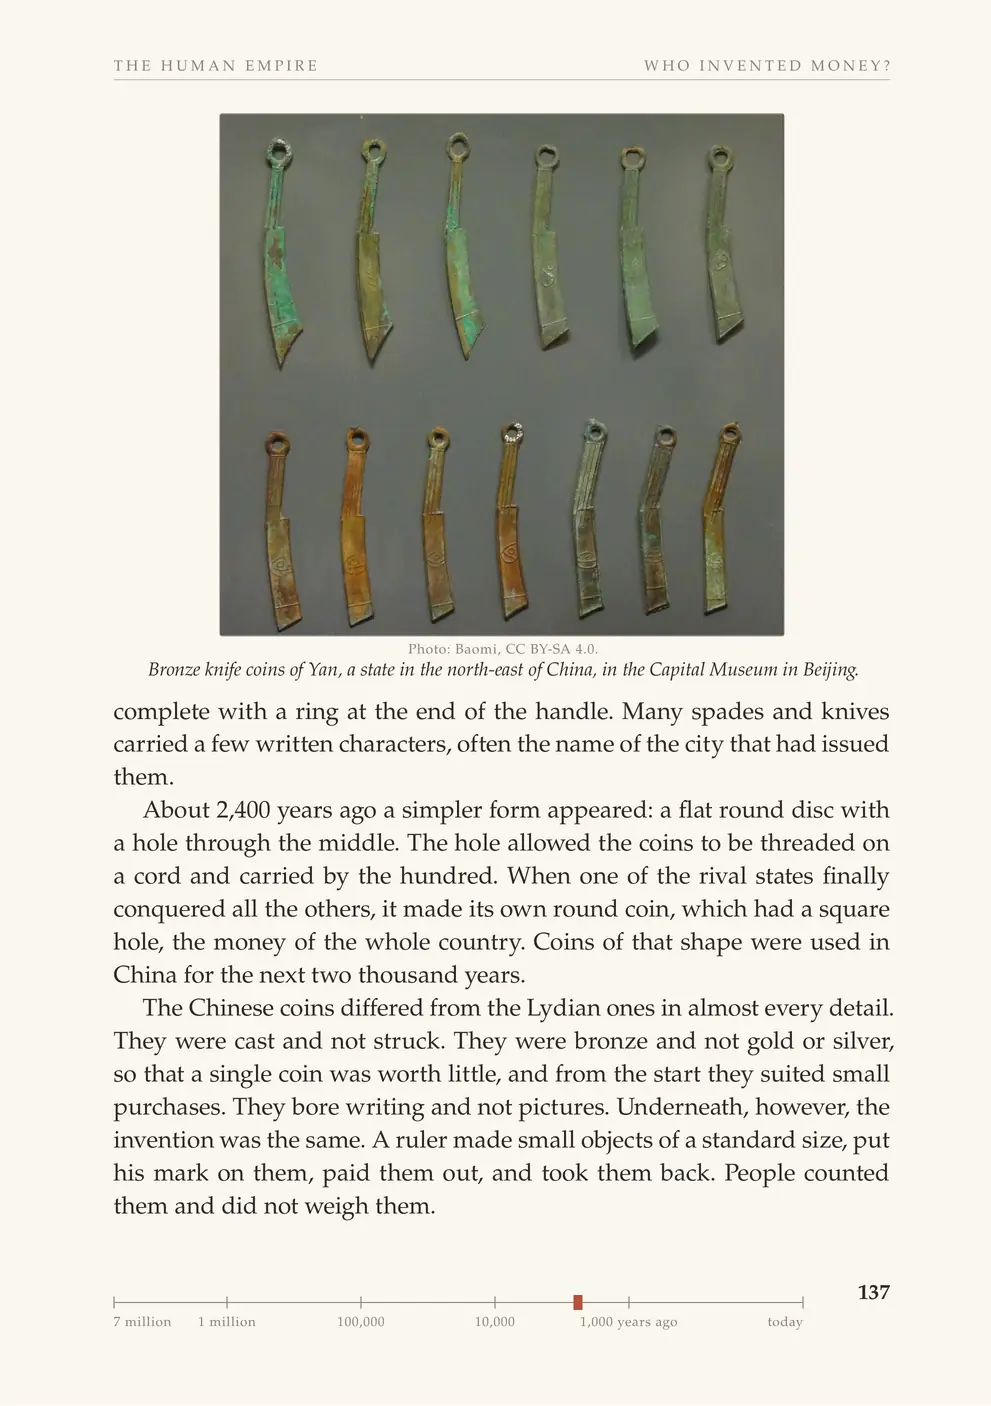 THE HUMAN EMPIRE
WHO INVENTED MONEY?
Photo: Baomi, CC BY-SA 4.0.
Bronze knife coins of Yan, a state in the north-east of China, in the Capital Museum in Beijing.
complete with a ring at the end of the handle. Many spades and knives
carried a few written characters, often the name of the city that had issued
them.
About 2,400 years ago a simpler form appeared: a flat round disc with
a hole through the middle. The hole allowed the coins to be threaded on
a cord and carried by the hundred. When one of the rival states finally
conquered all the others, it made its own round coin, which had a square
hole, the money of the whole country. Coins of that shape were used in
China for the next two thousand years.
The Chinese coins differed from the Lydian ones in almost every detail.
They were cast and not struck. They were bronze and not gold or silver,
so that a single coin was worth little, and from the start they suited small
purchases. They bore writing and not pictures. Underneath, however, the
invention was the same. A ruler made small objects of a standard size, put
his mark on them, paid them out, and took them back. People counted
them and did not weigh them.
137
7 million
1 million
100,000
10,000
1,000 years ago
today